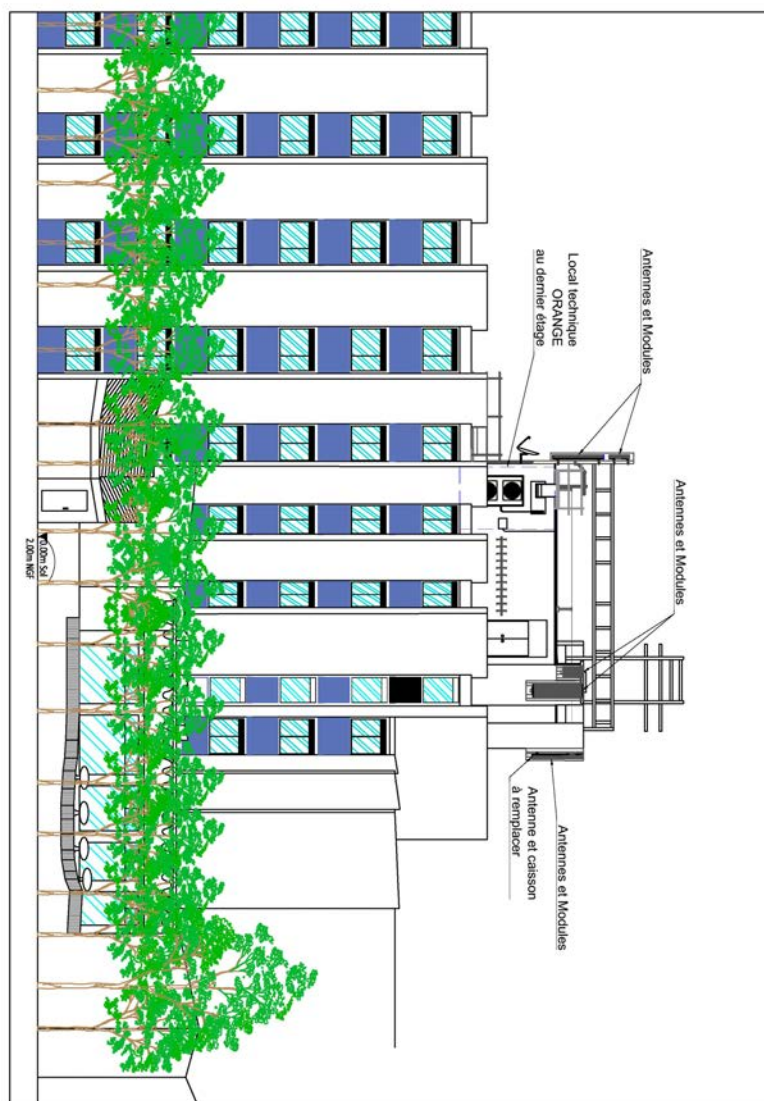 Antennes et Modules
Antennes et Modules
Local technique
ORANGE
au dernier étage
Antennes et Modules
Antenne et caisson
à remplacer
0.00m Sol
2.00m NGF